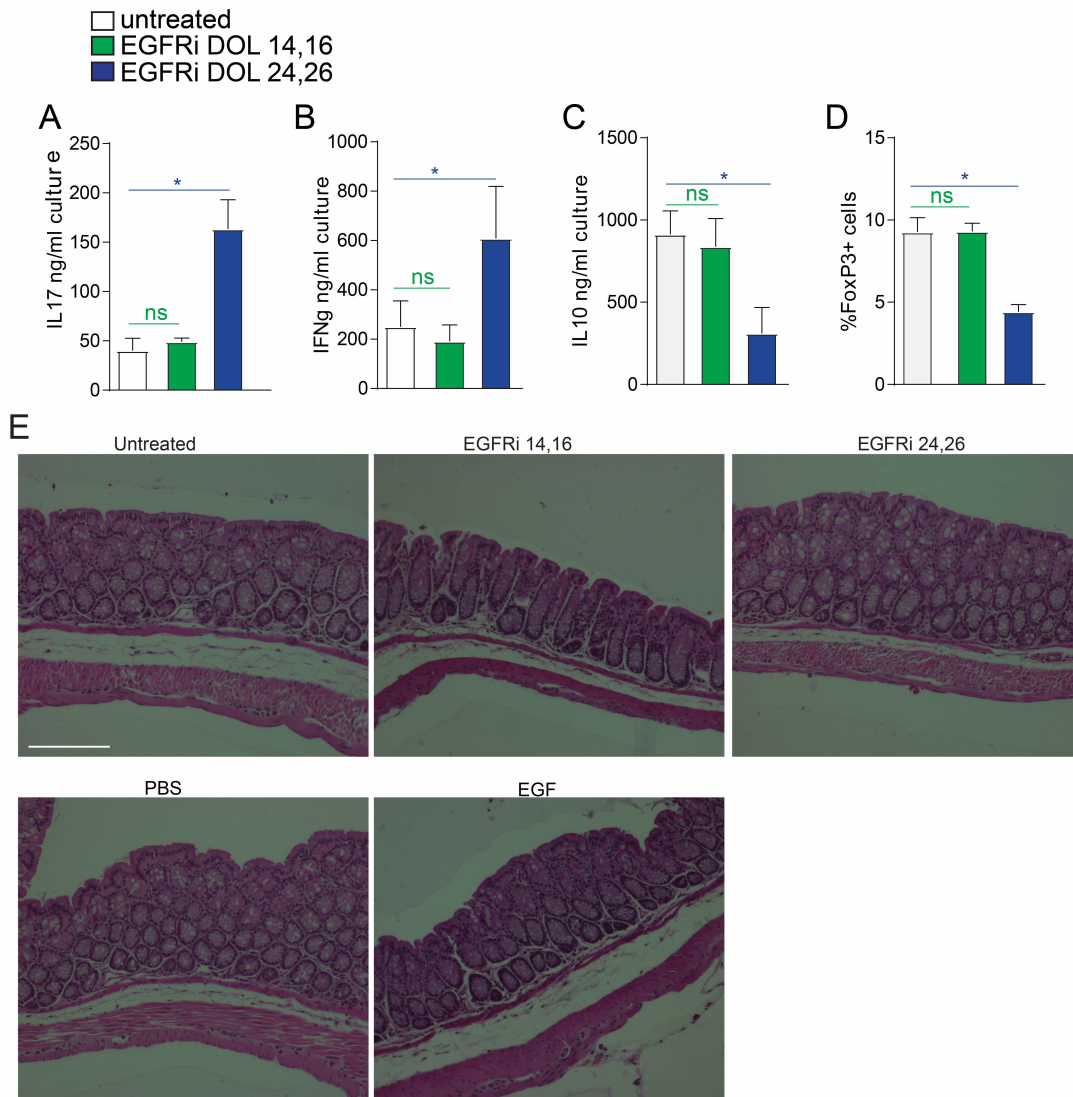 untreated
EGFRi DOL 14,16
EGFRi DOL 24,26
A
B
C
D
IL17 ng/ml cultur e
250
200
150
100
50
0
*
ns
IFNg ng/ml culture
1000
800
600
400
200
0
*
ns
IL10 ng/ml culture
1500
1000
500
0
*
ns
%FoxP3+ cells
15
10
5
0
*
ns
E
Untreated
EGFRi 14,16
EGFRi 24,26
PBS
EGF